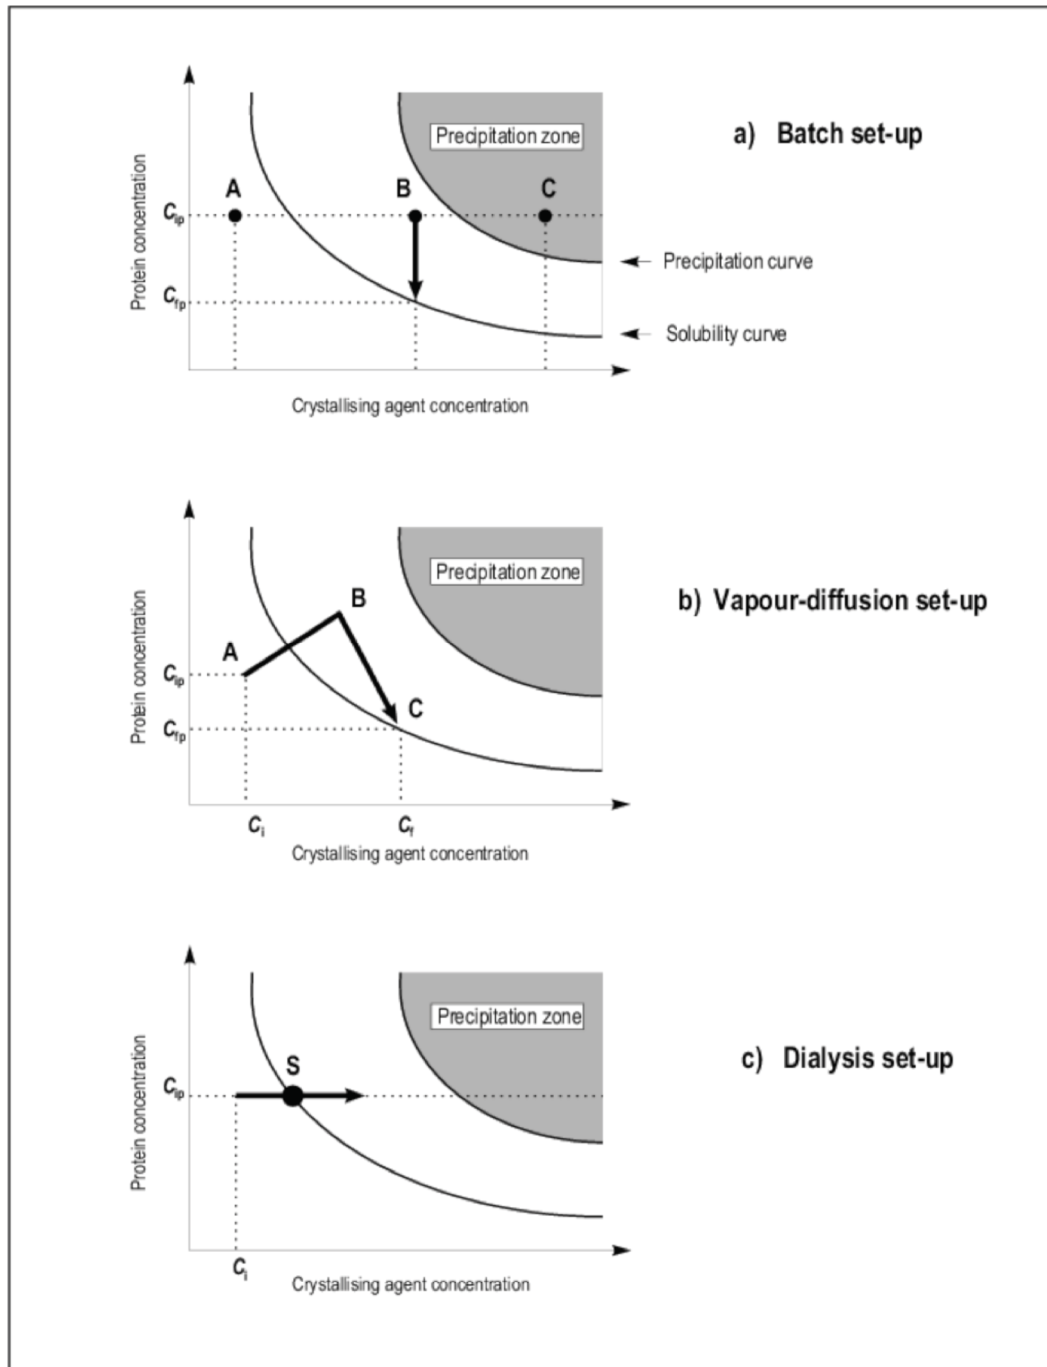 Protein concentration
Precipitation zone
a) Batch set-up
A
B
C
Cip
Cfp
Precipitation curve
Solubility curve
Crystallising agent concentration
Protein concentration
Precipitation zone
b) Vapour-diffusion set-up
B
A
Cip
C
Cfp
Ci
Cf
Crystallising agent concentration
Protein concentration
Precipitation zone
c) Dialysis set-up
S
Cip
Ci
Crystallising agent concentration